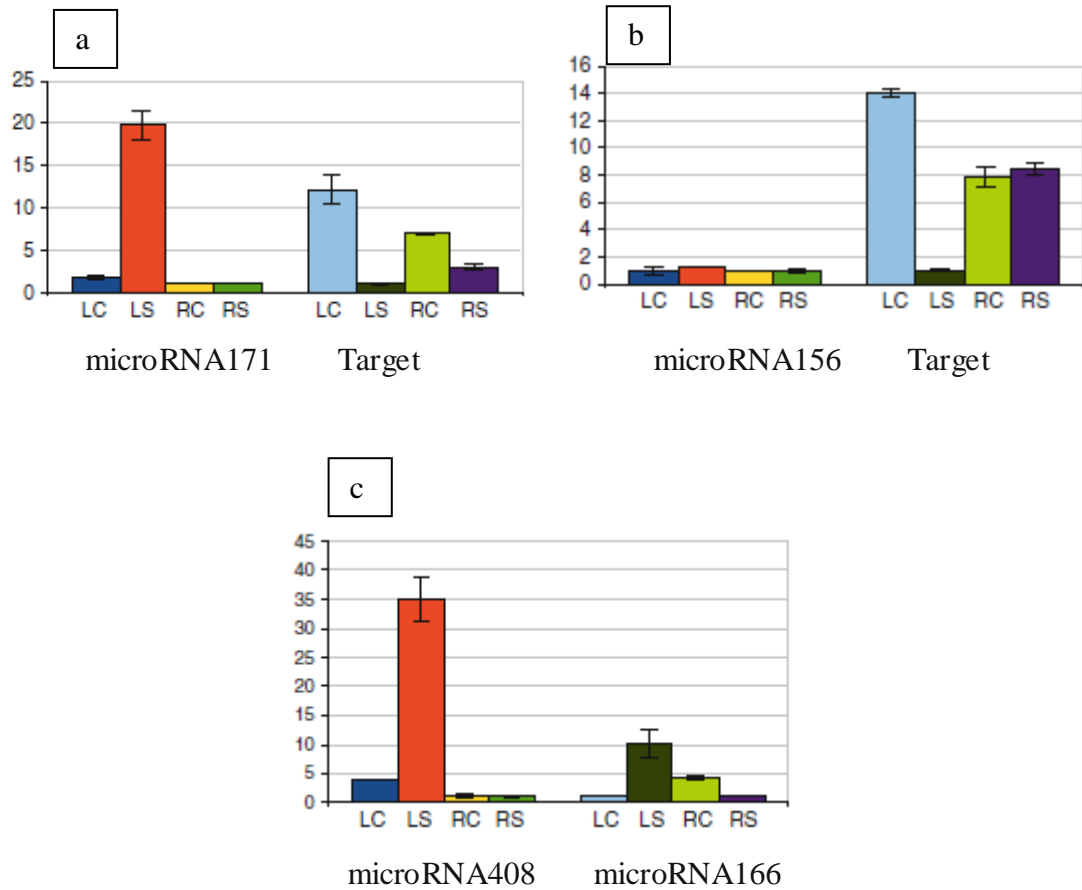 a
25
20
15
10
5
0
LC LS RC RS LC LS RC RS
microRNA171 Target
b
16
14
12
10
8
6
4
2
0
LC LS RC RS LC LS RC RS
microRNA156 Target
c
45
40
35
30
25
20
15
10
5
0
LC LS RC RS LC LS RC RS
microRNA408 microRNA166